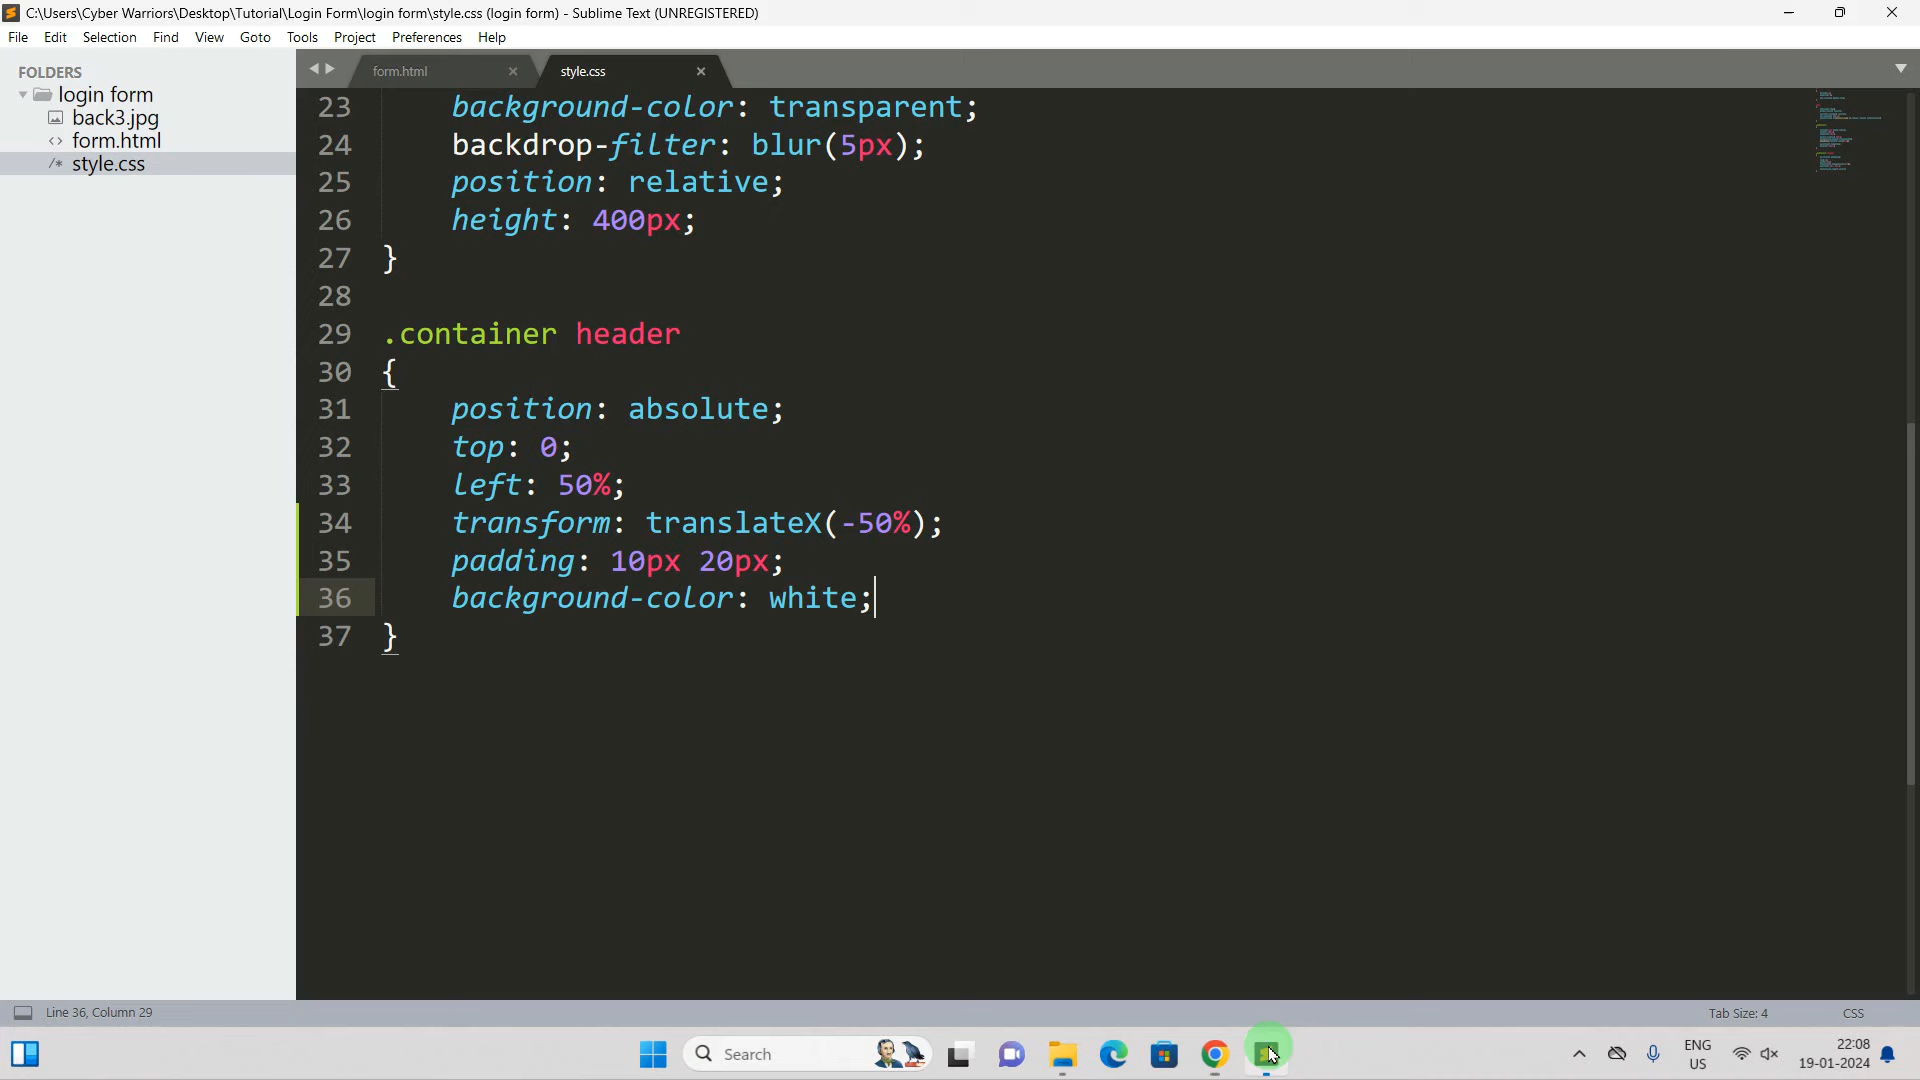 C:\Users\Cyber Warriors\Desktop\Tutorial\Login Form\login form\style.css (login form) - Sublime Text (UNREGISTERED)
File Edit Selection Find View Goto Tools Project Preferences Help
FOLDERS
login form
back3.jpg
form.html
style.css
form.html
style.css
23 background-color: transparent;
24 backdrop-filter: blur(5px);
25 position: relative;
26 height: 400px;
27 }
28
29 .container header
30 {
31 position: absolute;
32 top: 0;
33 left: 50%;
34 transform: translateX(-50%);
35 padding: 10px 20px;
36 background-color: white;
37 }
Line 36, Column 29
Tab Size: 4
CSS
Search
ENG
US
22:08
19-01-2024